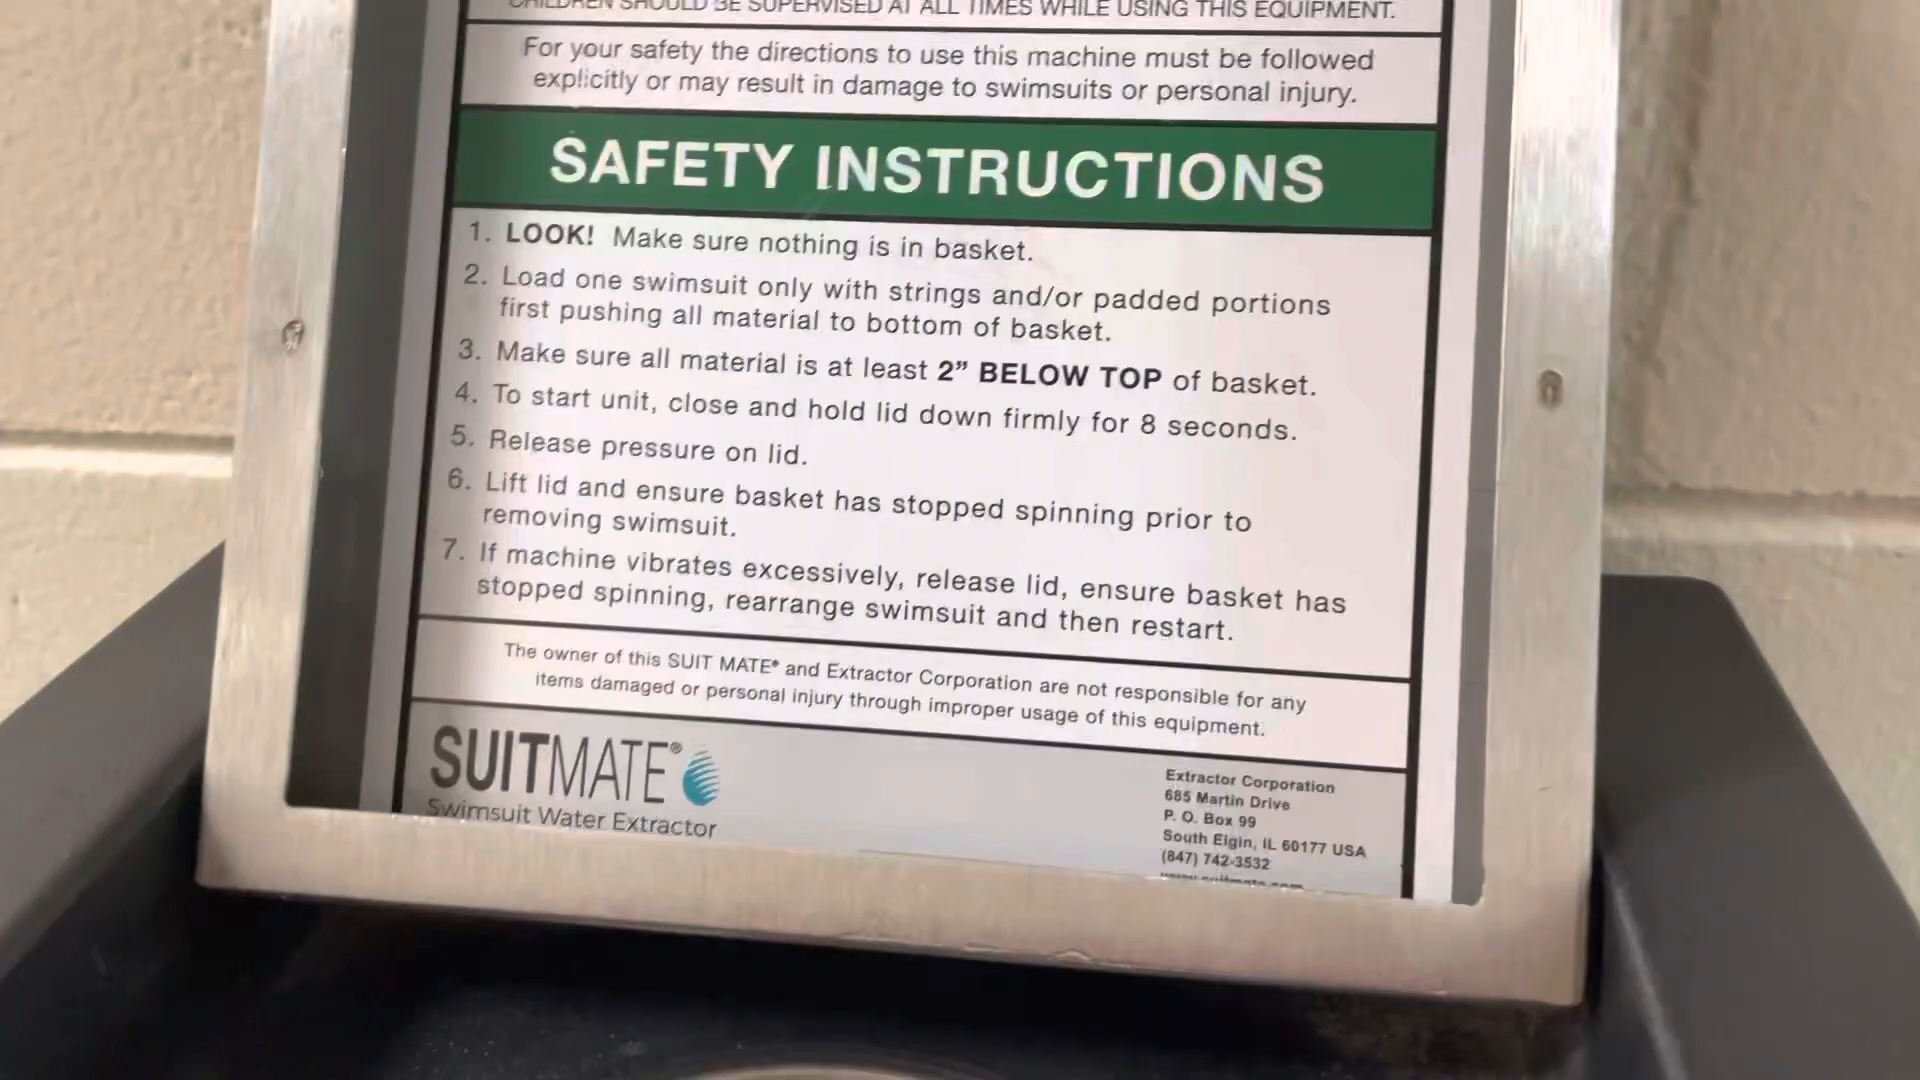 CHILDREN SHOULD BE SUPERVISED AT ALL TIMES WHILE USING THIS EQUIPMENT.
For your safety the directions to use this machine must be followed
explicitly or may result in damage to swimsuits or personal injury.
SAFETY INSTRUCTIONS
1. LOOK! Make sure nothing is in basket.
2. Load one swimsuit only with strings and/or padded portions
first pushing all material to bottom of basket.
3. Make sure all material is at least 2” BELOW TOP of basket.
4. To start unit, close and hold lid down firmly for 8 seconds.
5. Release pressure on lid.
6. Lift lid and ensure basket has stopped spinning prior to
removing swimsuit.
7. If machine vibrates excessively, release lid, ensure basket has
stopped spinning, rearrange swimsuit and then restart.
The owner of this SUIT MATE® and Extractor Corporation are not responsible for any
items damaged or personal injury through improper usage of this equipment.
SUITMATE®
Swimsuit Water Extractor
Extractor Corporation
685 Martin Drive
P. O. Box 99
South Elgin, IL 60177 USA
(847) 742-3532
www.suitmate.com